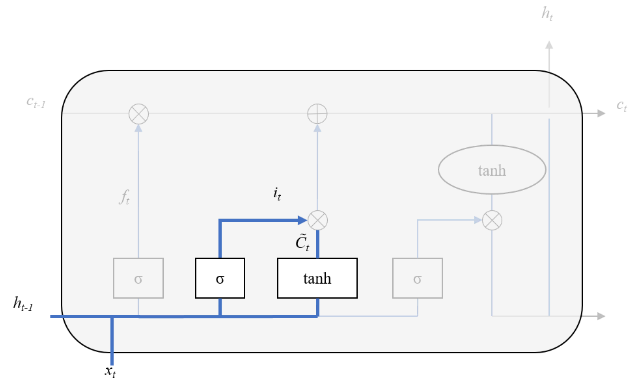 h_t
c_{t-1}
c_t
tanh
f_t
i_t
C̃_t
σ
σ
tanh
σ
h_{t-1}
x_t